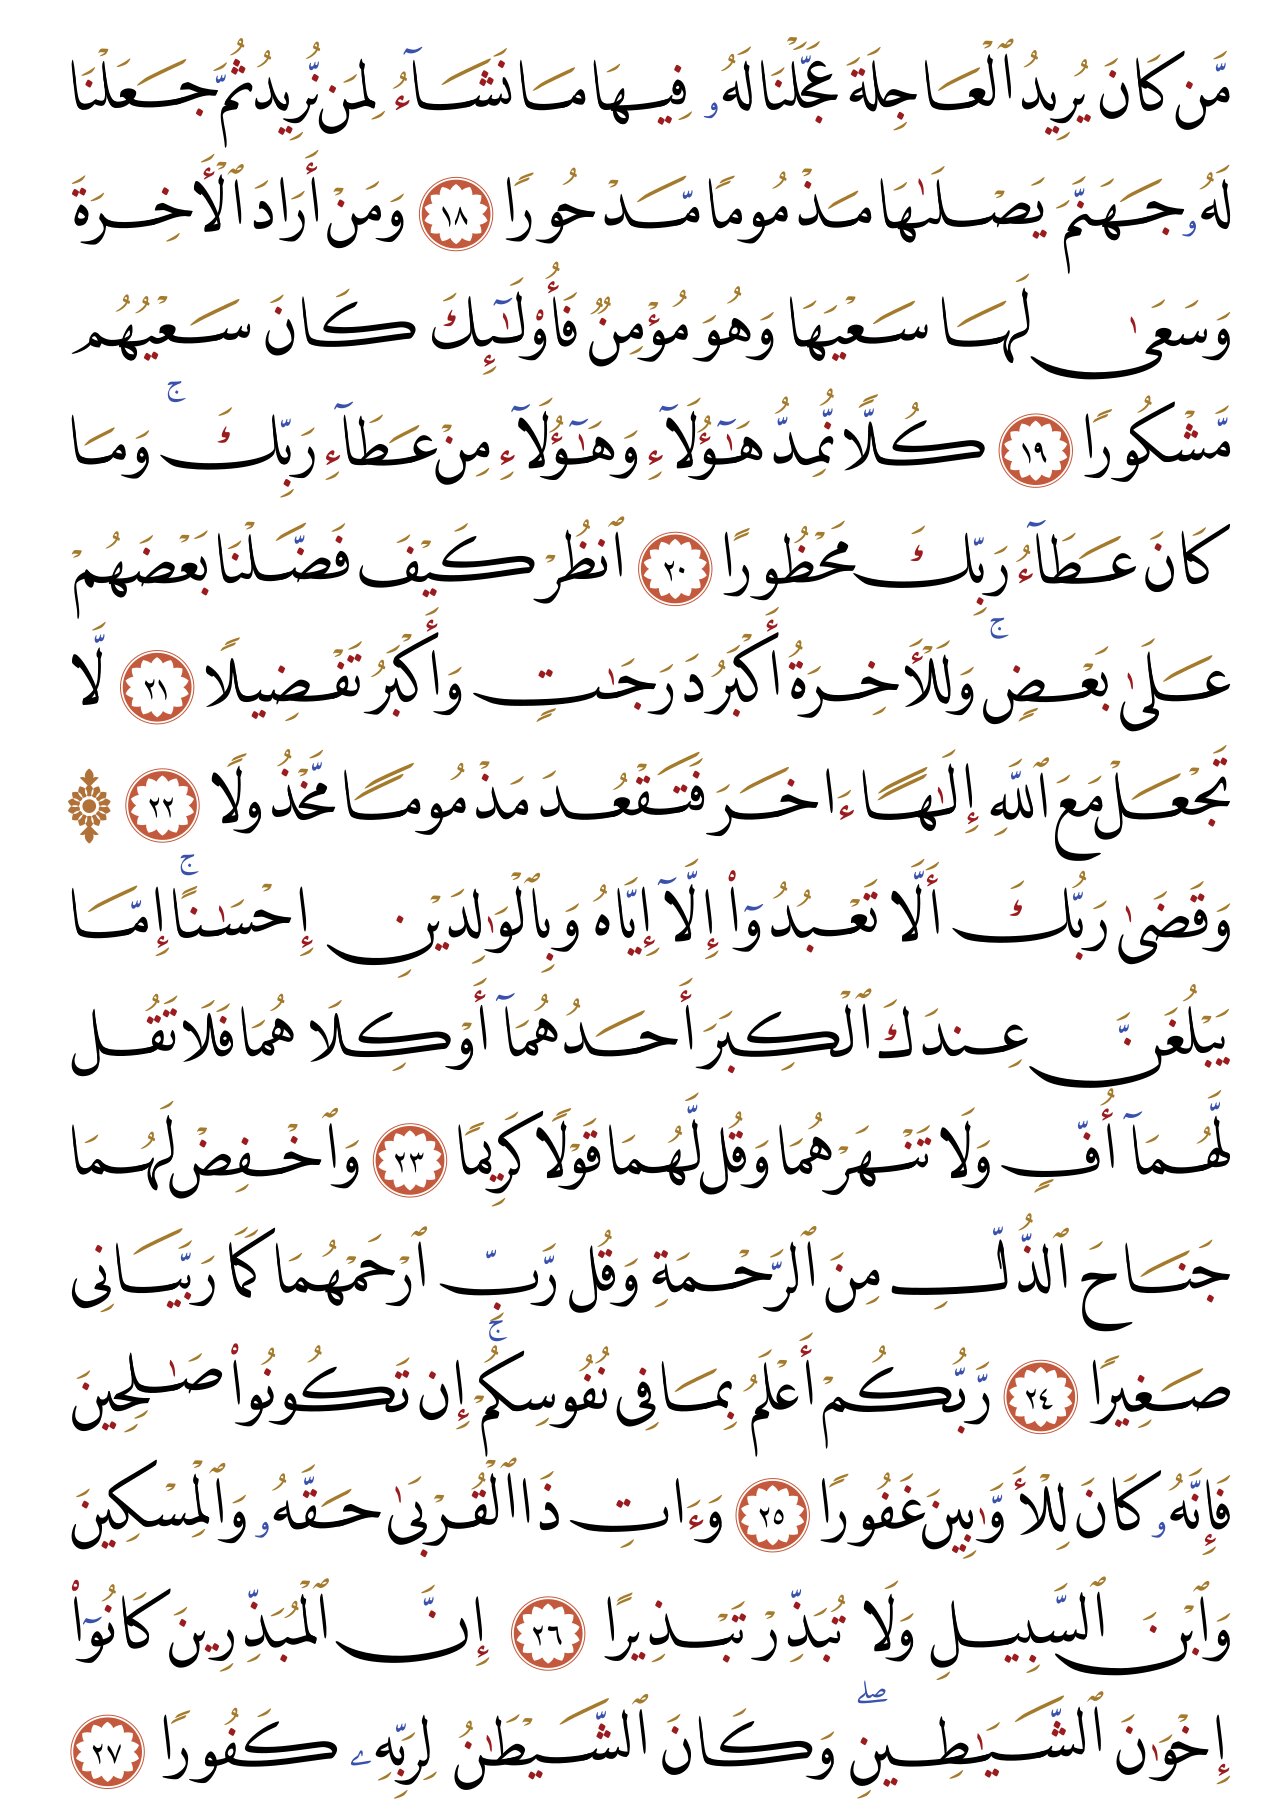 مَّن كَانَ يُرِيدُ ٱلْعَاجِلَةَ عَجَّلْنَا لَهُۥ فِيهَا مَا نَشَآءُ لِمَن نُّرِيدُ ثُمَّ جَعَلْنَا
لَهُۥ جَهَنَّمَ يَصْلَىٰهَا مَذْمُومًا مَّدْحُورًا ١٨ وَمَنْ أَرَادَ ٱلْأَخِرَةَ
وَسَعَىٰ لَهَا سَعْيَهَا وَهُوَ مُؤْمِنٌ فَأُو۟لَـٰٓئِكَ كَانَ سَعْيُهُم
مَّشْكُورًا ١٩ كُلًّا نُّمِدُّ هَـٰٓؤُلَآءِ وَهَـٰٓؤُلَآءِ مِنْ عَطَآءِ رَبِّكَ ۚ وَمَا
كَانَ عَطَآءُ رَبِّكَ مَحْظُورًا ٢٠ ٱنظُرْ كَيْفَ فَضَّلْنَا بَعْضَهُمْ
عَلَىٰ بَعْضٍ ۚ وَلَلْأَخِرَةُ أَكْبَرُ دَرَجَـٰتٍ وَأَكْبَرُ تَفْضِيلًا ٢١ لَّا
تَجْعَلْ مَعَ ٱللَّهِ إِلَـٰهًا ءَاخَرَ فَتَقْعُدَ مَذْمُومًا مَّخْذُولًا ٢٢ ۞
وَقَضَىٰ رَبُّكَ أَلَّا تَعْبُدُوٓا۟ إِلَّآ إِيَّاهُ وَبِٱلْوَٰلِدَيْنِ إِحْسَـٰنًا ۚ إِمَّا
يَبْلُغَنَّ عِندَكَ ٱلْكِبَرَ أَحَدُهُمَآ أَوْ كِلَاهُمَا فَلَا تَقُل
لَّهُمَآ أُفٍّ وَلَا تَنْهَرْهُمَا وَقُل لَّهُمَا قَوْلًا كَرِيمًا ٢٣ وَٱخْفِضْ لَهُمَا
جَنَاحَ ٱلذُّلِّ مِنَ ٱلرَّحْمَةِ وَقُل رَّبِّ ٱرْحَمْهُمَا كَمَا رَبَّيَانِى
صَغِيرًا ٢٤ رَّبُّكُمْ أَعْلَمُ بِمَا فِى نُفُوسِكُمْ ۚ إِن تَكُونُوا۟ صَـٰلِحِينَ
فَإِنَّهُۥ كَانَ لِلْأَوَّٰبِينَ غَفُورًا ٢٥ وَءَاتِ ذَا ٱلْقُرْبَىٰ حَقَّهُۥ وَٱلْمِسْكِينَ
وَٱبْنَ ٱلسَّبِيلِ وَلَا تُبَذِّرْ تَبْذِيرًا ٢٦ إِنَّ ٱلْمُبَذِّرِينَ كَانُوٓا۟
إِخْوَٰنَ ٱلشَّيَـٰطِينِ ۖ وَكَانَ ٱلشَّيْطَـٰنُ لِرَبِّهِۦ كَفُورًا ٢٧